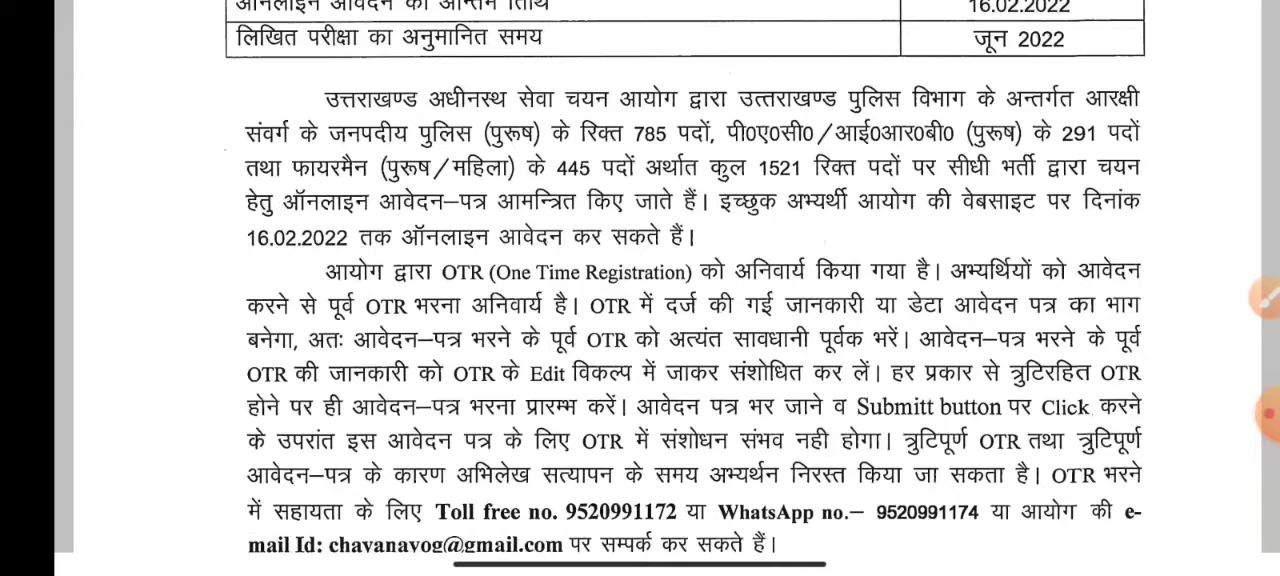 ऑनलाइन आवेदन की अन्तिम तिथि 16.02.2022
लिखित परीक्षा का अनुमानित समय जून 2022
उत्तराखण्ड अधीनस्थ सेवा चयन आयोग द्वारा उत्तराखण्ड पुलिस विभाग के अन्तर्गत आरक्षी
संवर्ग के जनपदीय पुलिस (पुरूष) के रिक्त 785 पदों, पी0ए0सी0/आई0आर0बी0 (पुरूष) के 291 पदों
तथा फायरमैन (पुरूष/महिला) के 445 पदों अर्थात कुल 1521 रिक्त पदों पर सीधी भर्ती द्वारा चयन
हेतु ऑनलाइन आवेदन–पत्र आमन्त्रित किए जाते हैं। इच्छुक अभ्यर्थी आयोग की वेबसाइट पर दिनांक
16.02.2022 तक ऑनलाइन आवेदन कर सकते हैं।
आयोग द्वारा OTR (One Time Registration) को अनिवार्य किया गया है। अभ्यर्थियों को आवेदन
करने से पूर्व OTR भरना अनिवार्य है। OTR में दर्ज की गई जानकारी या डेटा आवेदन पत्र का भाग
बनेगा, अतः आवेदन–पत्र भरने के पूर्व OTR को अत्यंत सावधानी पूर्वक भरें। आवेदन–पत्र भरने के पूर्व
OTR की जानकारी को OTR के Edit विकल्प में जाकर संशोधित कर लें। हर प्रकार से त्रुटिरहित OTR
होने पर ही आवेदन–पत्र भरना प्रारम्भ करें। आवेदन पत्र भर जाने व Submitt button पर Click करने
के उपरांत इस आवेदन पत्र के लिए OTR में संशोधन संभव नही होगा। त्रुटिपूर्ण OTR तथा त्रुटिपूर्ण
आवेदन–पत्र के कारण अभिलेख सत्यापन के समय अभ्यर्थन निरस्त किया जा सकता है। OTR भरने
में सहायता के लिए Toll free no. 9520991172 या WhatsApp no.– 9520991174 या आयोग की e-
mail Id: chayanayog@gmail.com पर सम्पर्क कर सकते हैं।